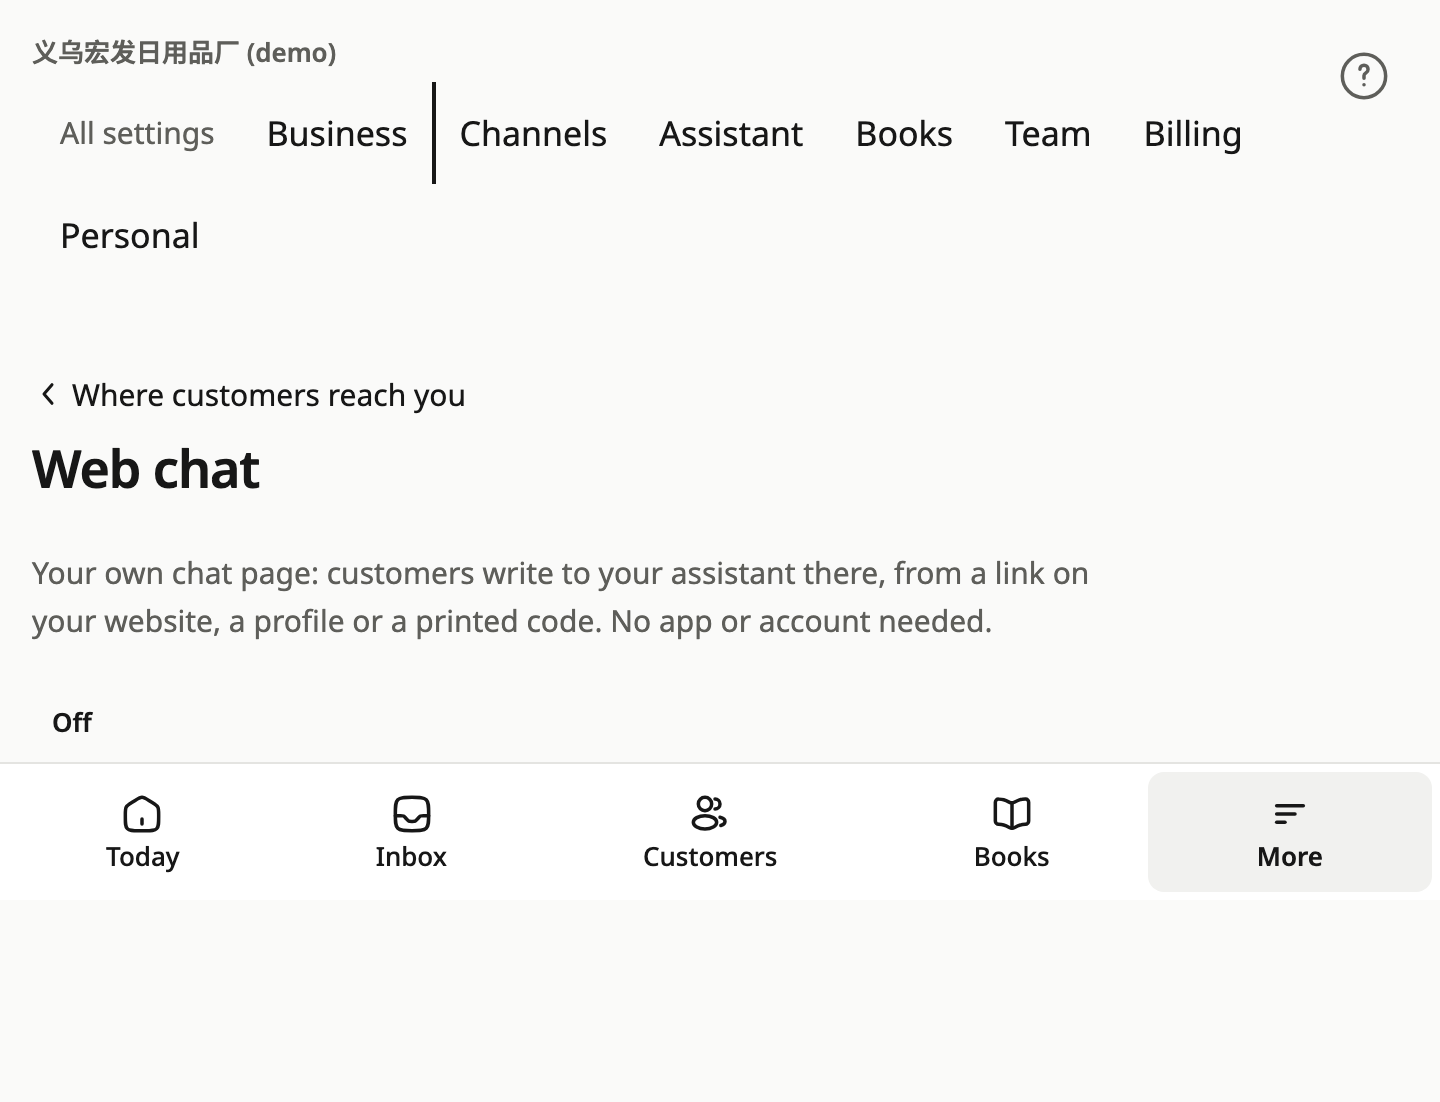 义乌宏发日用品厂 (demo)
All settings Business Channels Assistant Books Team Billing
Personal
Where customers reach you
Web chat
Your own chat page: customers write to your assistant there, from a link on
your website, a profile or a printed code. No app or account needed.
Off
Today Inbox Customers Books More